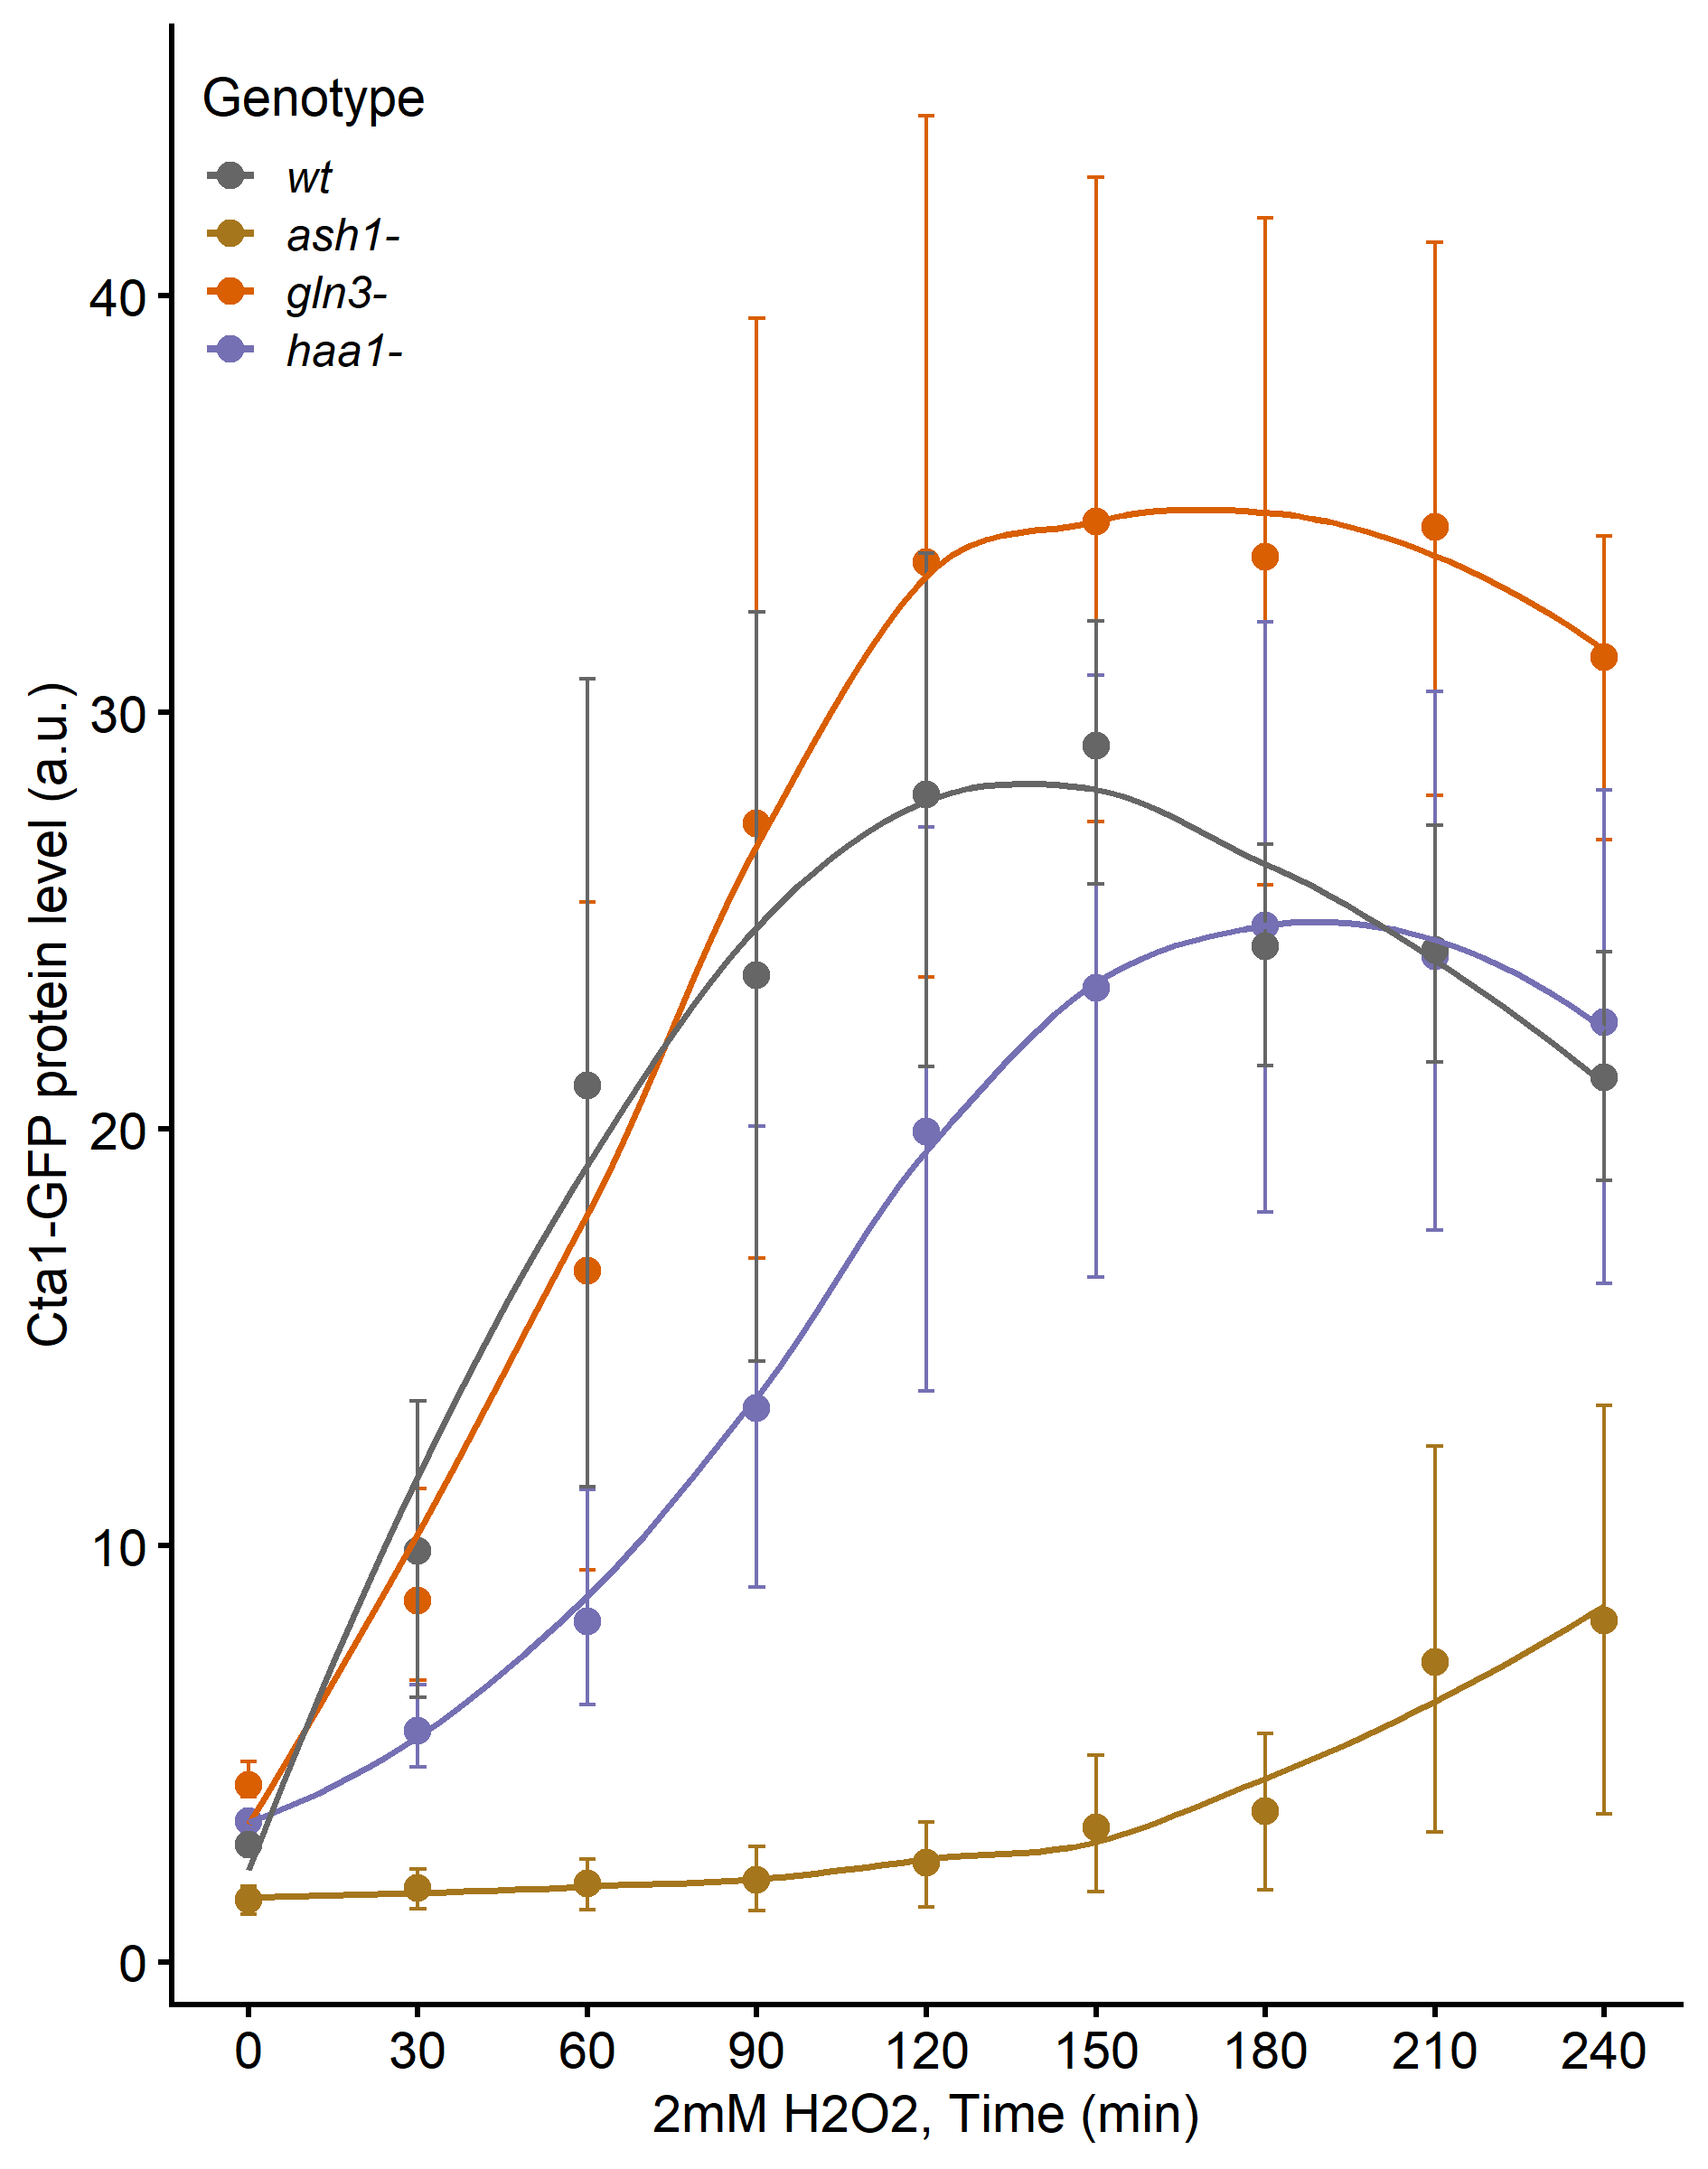 Genotype
wt
ash1-
gln3-
haa1-
Cta1-GFP protein level (a.u.)
40
30
20
10
0
0 30 60 90 120 150 180 210 240
2mM H2O2, Time (min)